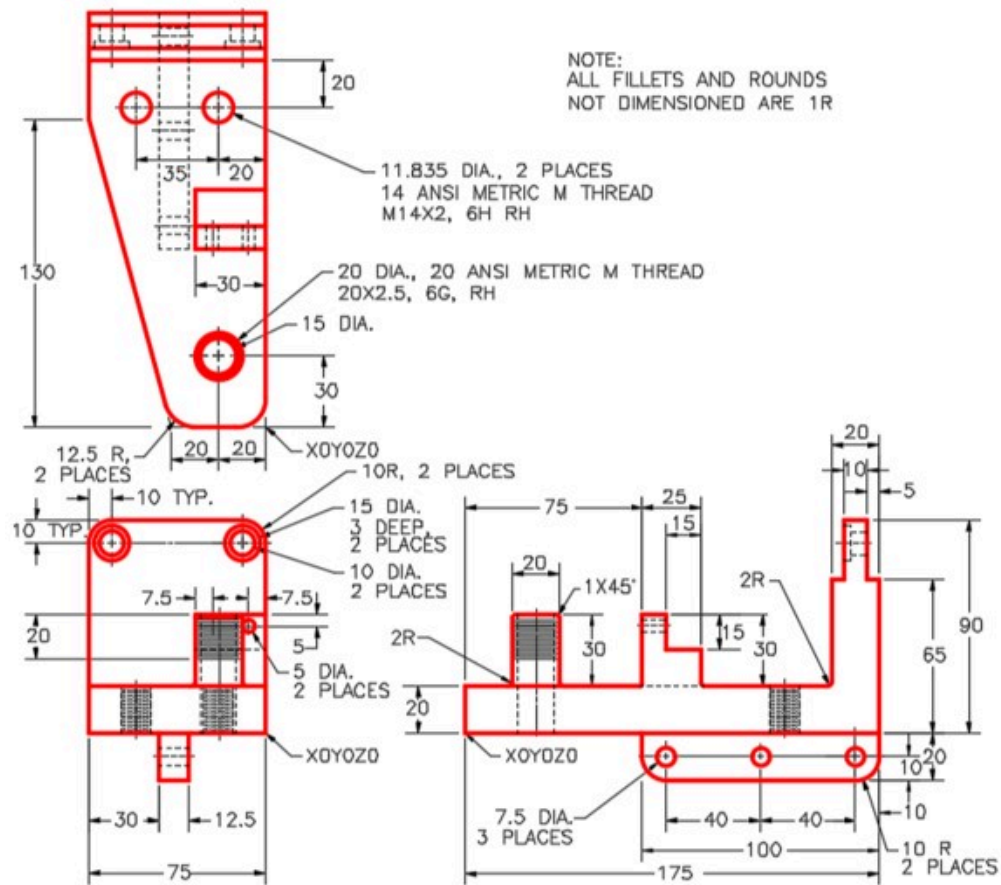 NOTE:
ALL FILLETS AND ROUNDS
NOT DIMENSIONED ARE 1R
20
35
20
11.835 DIA., 2 PLACES
14 ANSI METRIC M THREAD
M14X2, 6H RH
130
30
20 DIA., 20 ANSI METRIC M THREAD
20X2.5, 6G, RH
15 DIA.
30
12.5 R,
2 PLACES
20
20
X0Y0Z0
10 TYP.
10 TYP.
10R, 2 PLACES
15 DIA.
3 DEEP,
2 PLACES
10 DIA.
2 PLACES
7.5
7.5
20
5
5 DIA.
2 PLACES
X0Y0Z0
30
12.5
75
20
10
5
75
25
15
20
1X45°
2R
2R
30
15
30
65
90
20
X0Y0Z0
20
10
7.5 DIA.
3 PLACES
40
40
10
100
175
10 R
2 PLACES